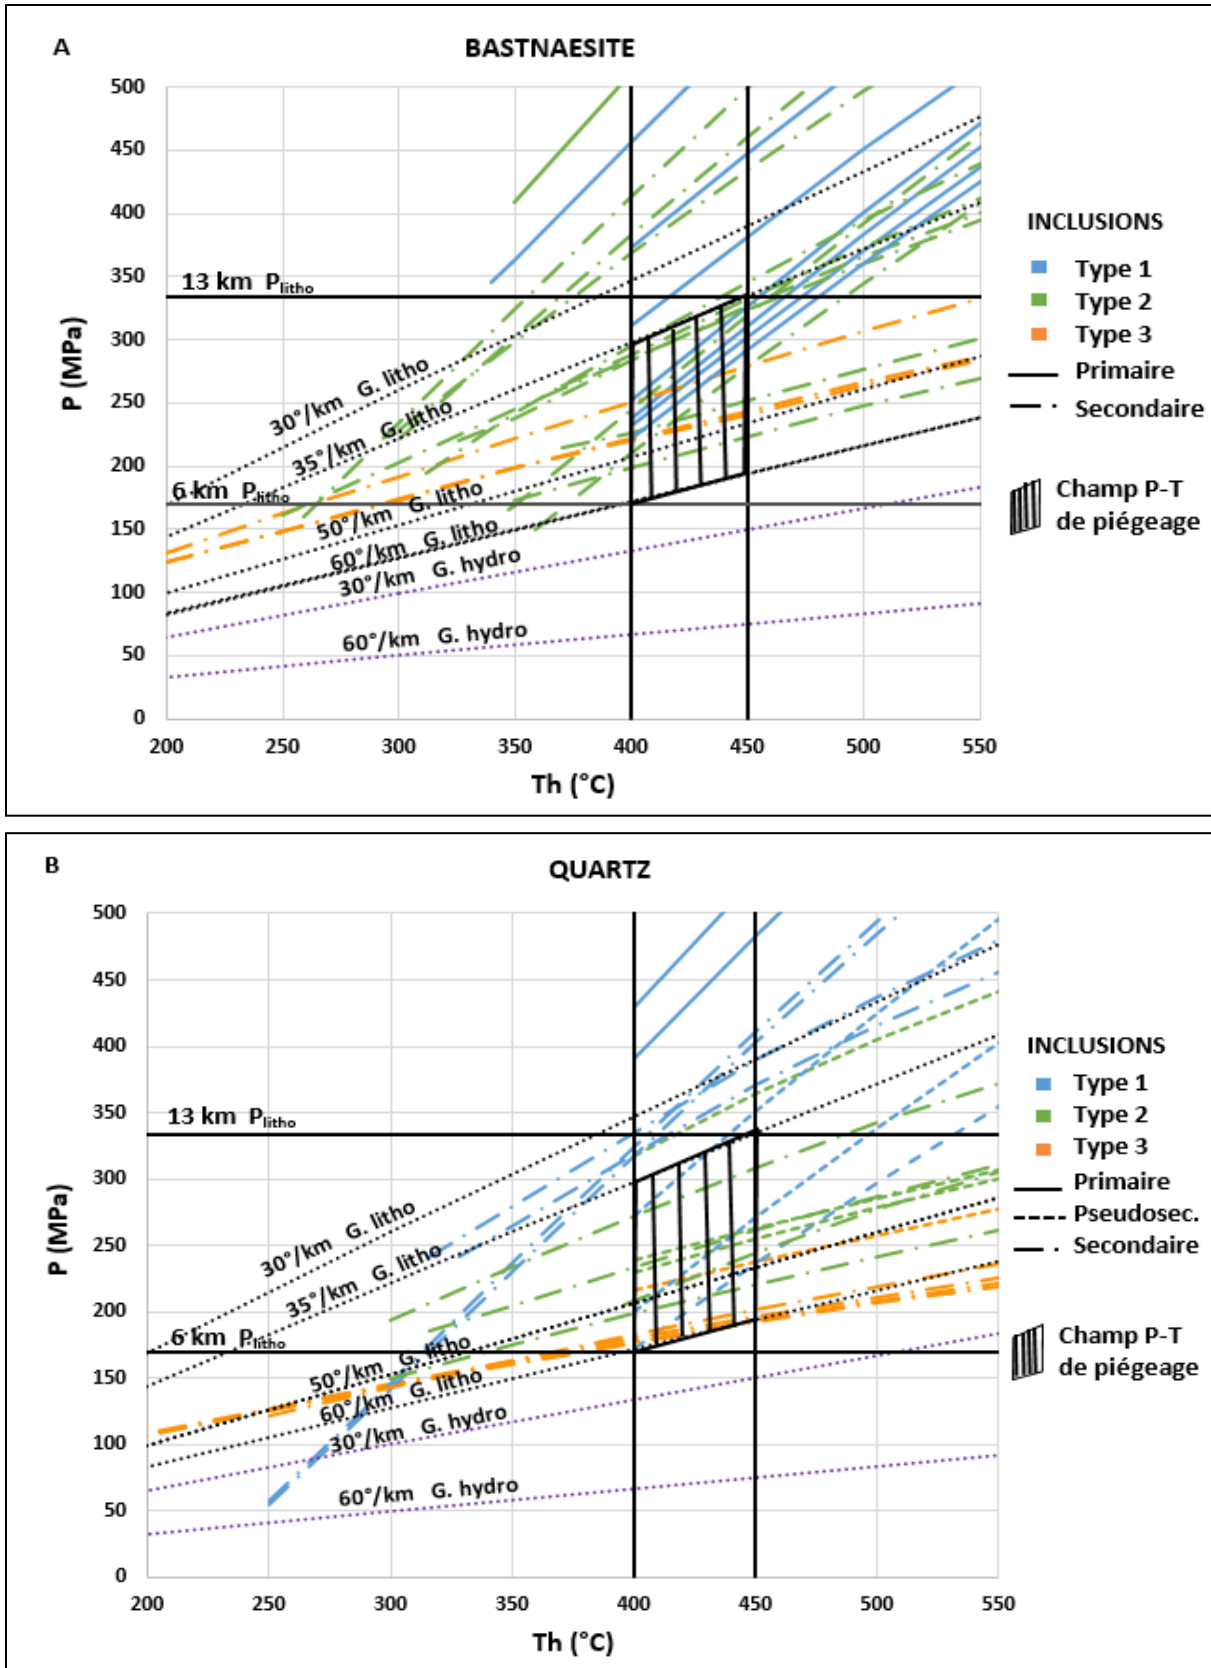 A
BASTNAESITE
500
450
400
350
300
250
200
150
100
50
0
P (MPa)
13 km Plitho
30°/km G. litho
35°/km G. litho
6 km Plitho
50°/km G. litho
60°/km G. litho
30°/km G. hydro
60°/km G. hydro
200 250 300 350 400 450 500 550
Th (°C)
INCLUSIONS
Type 1
Type 2
Type 3
Primaire
Secondaire
Champ P-T
de piégeage
B
QUARTZ
500
450
400
350
300
250
200
150
100
50
0
P (MPa)
13 km Plitho
30°/km G. litho
35°/km G. litho
6 km Plitho
50°/km G. litho
60°/km G. litho
30°/km G. hydro
60°/km G. hydro
200 250 300 350 400 450 500 550
Th (°C)
INCLUSIONS
Type 1
Type 2
Type 3
Primaire
Pseudosec.
Secondaire
Champ P-T
de piégeage